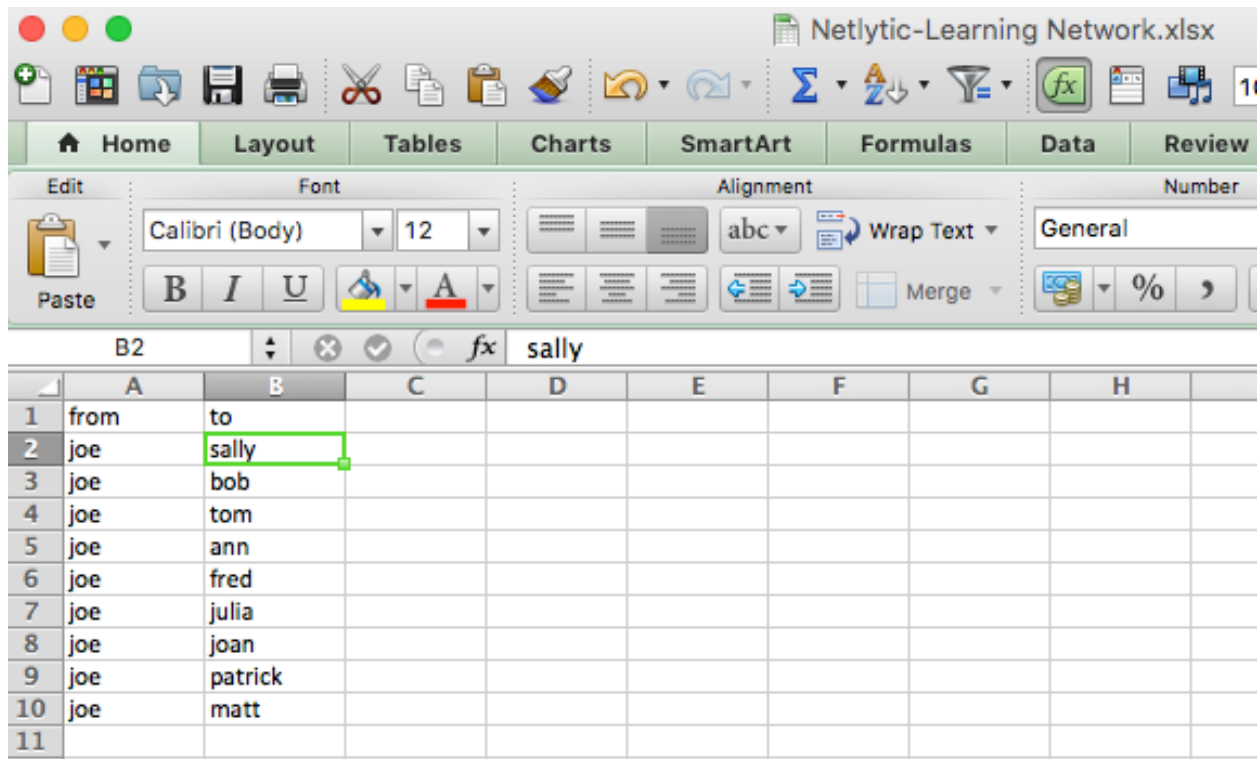 Netlytic-Learning Network.xlsx
Home Layout Tables Charts SmartArt Formulas Data Review
Edit Font Alignment Number
Calibri (Body) 12 abc Wrap Text General
Paste B I U A Merge % ,
B2 fx sally
A B C D E F G H
1 from to
2 joe sally
3 joe bob
4 joe tom
5 joe ann
6 joe fred
7 joe julia
8 joe joan
9 joe patrick
10 joe matt
11